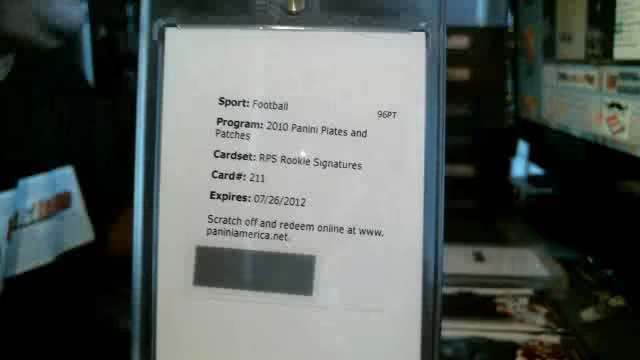 Sport: Football
96PT
Program: 2010 Panini Plates and
Patches
Cardset: RPS Rookie Signatures
Card#: 211
Expires: 07/26/2012
Scratch off and redeem online at www.
paniniamerica.net.